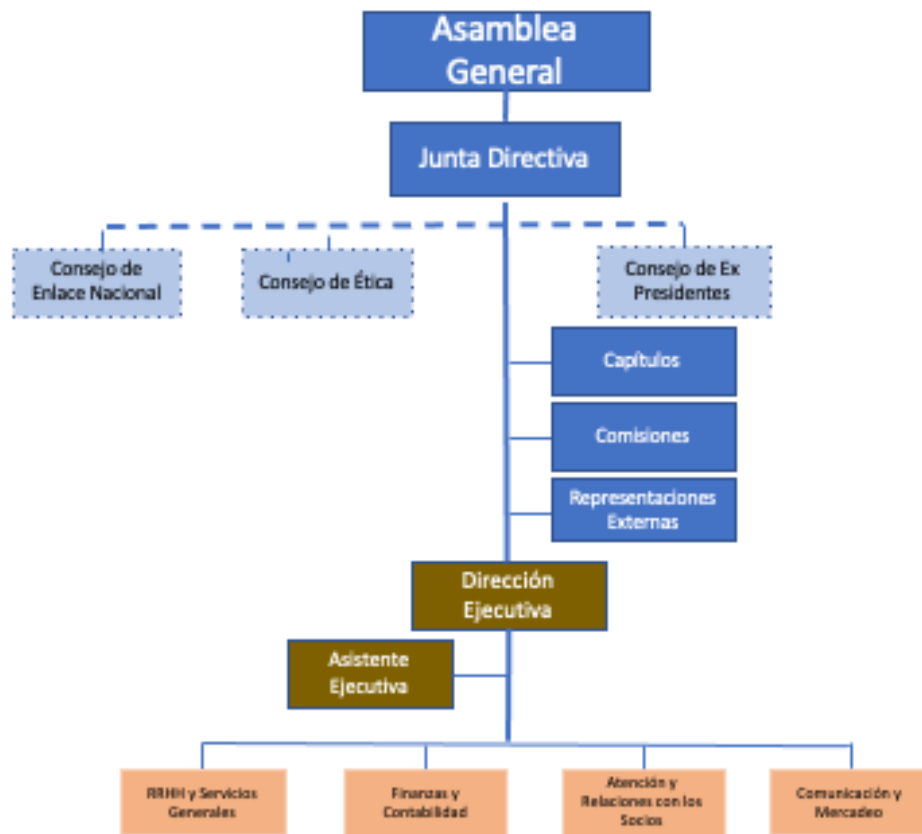 Asamblea
General
Junta Directiva
Consejo de
Enlace Nacional
Consejo de Ética
Consejo de Ex
Presidentes
Capítulos
Comisiones
Representaciones
Externas
Dirección
Ejecutiva
Asistente
Ejecutiva
RRHH y Servicios
Generales
Finanzas y
Contabilidad
Atención y
Relaciones con los
Socios
Comunicación y
Mercadeo